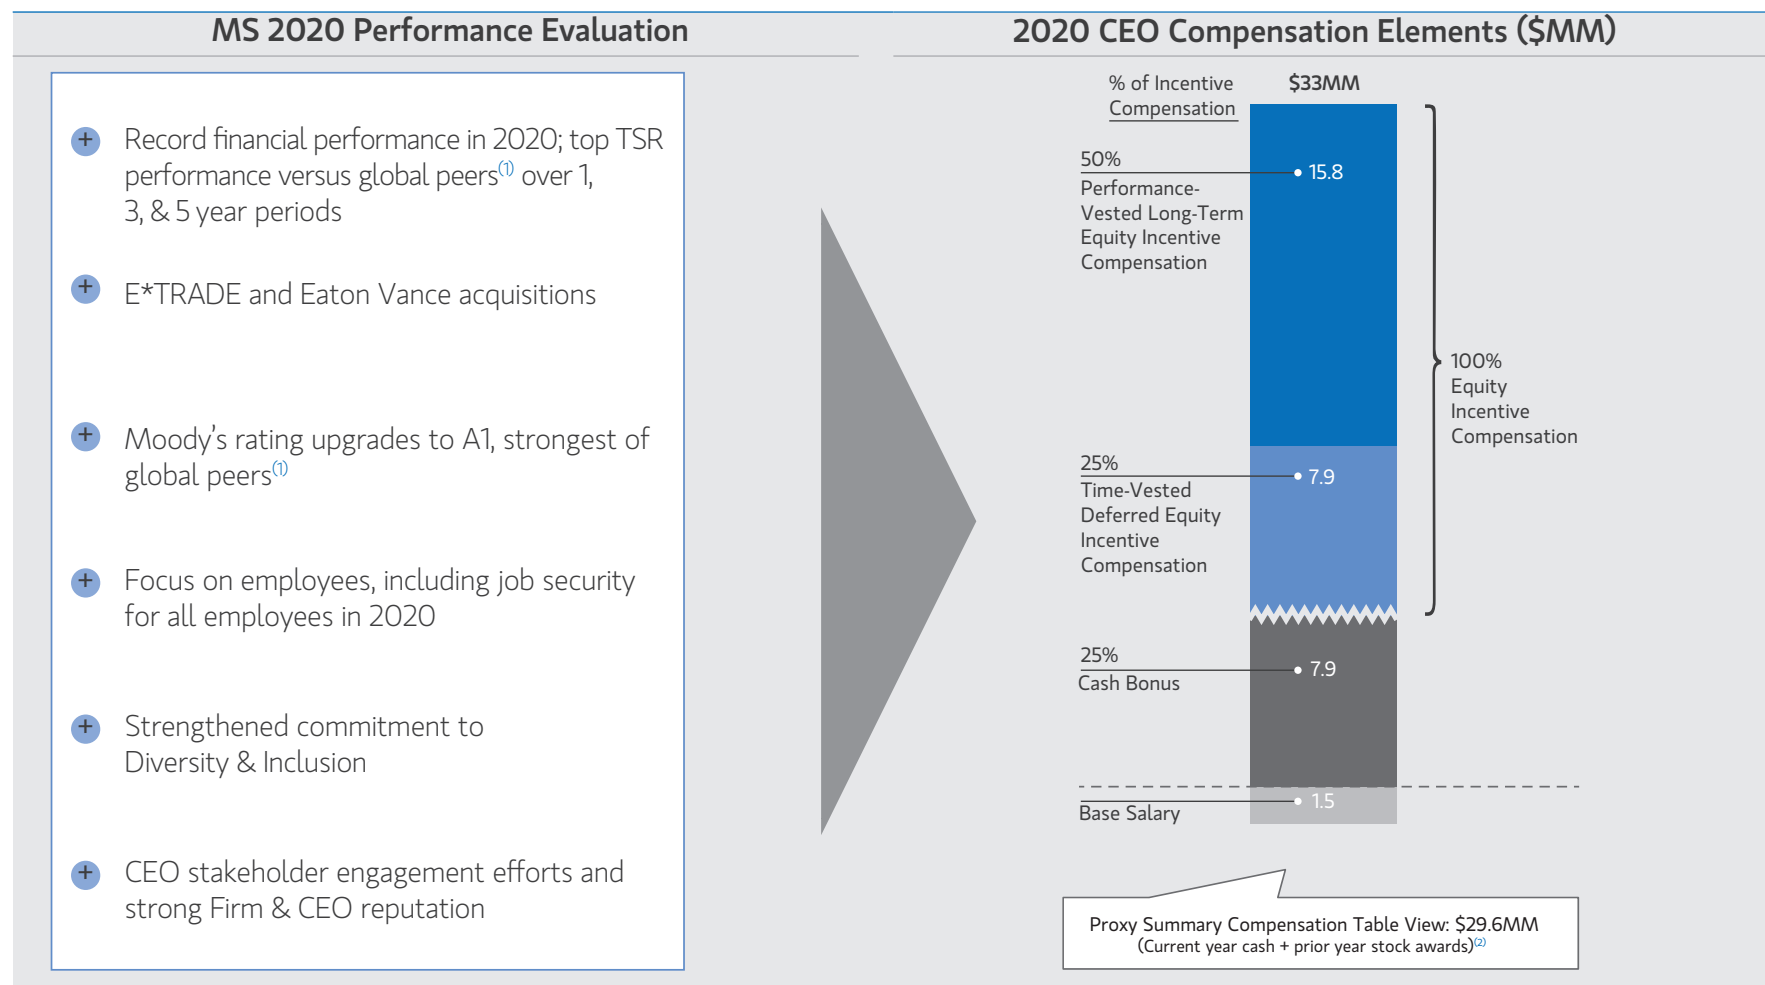 MS 2020 Performance Evaluation
+ Record financial performance in 2020; top TSR
performance versus global peers(1) over 1,
3, & 5 year periods
+ E*TRADE and Eaton Vance acquisitions
+ Moody’s rating upgrades to A1, strongest of
global peers(1)
+ Focus on employees, including job security
for all employees in 2020
+ Strengthened commitment to
Diversity & Inclusion
+ CEO stakeholder engagement efforts and
strong Firm & CEO reputation
2020 CEO Compensation Elements ($MM)
% of Incentive
Compensation
$33MM
50%
Performance-
Vested Long-Term
Equity Incentive
Compensation
15.8
25%
Time-Vested
Deferred Equity
Incentive
Compensation
7.9
100%
Equity
Incentive
Compensation
25%
Cash Bonus
7.9
Base Salary
1.5
Proxy Summary Compensation Table View: $29.6MM
(Current year cash + prior year stock awards)(2)